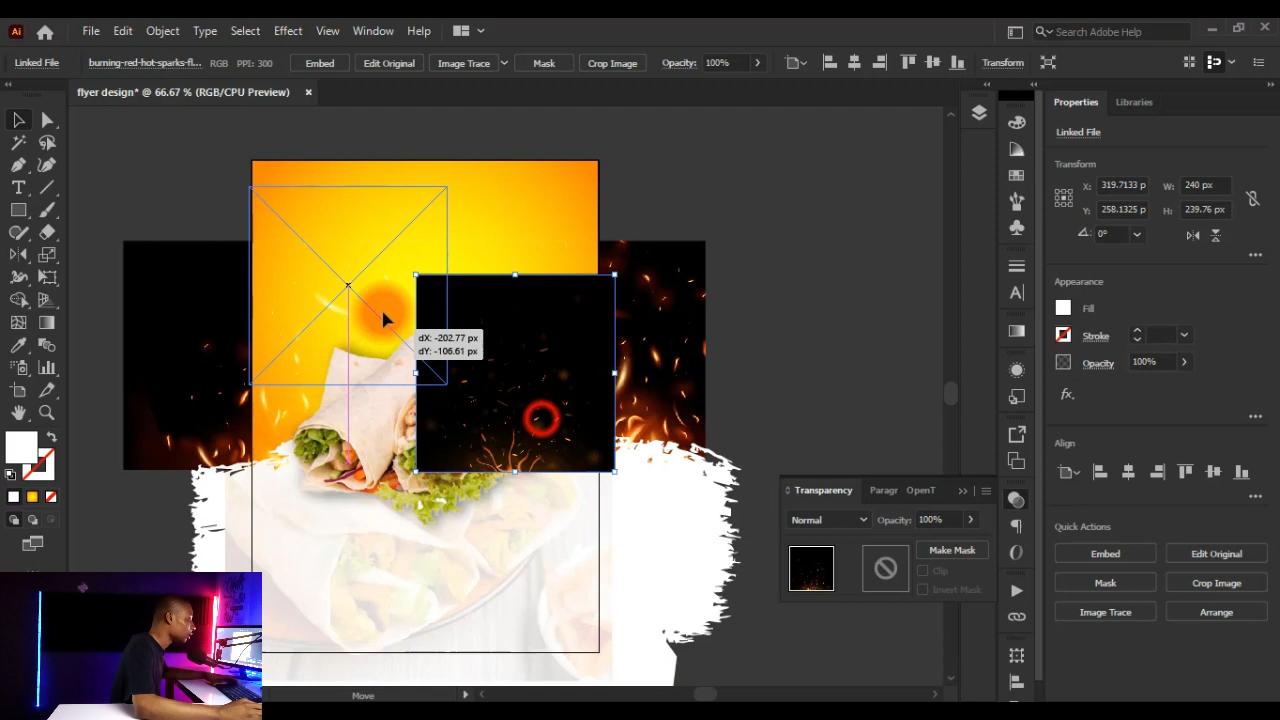 Ai File Edit Object Type Select Effect View Window Help Search Adobe Help
Linked File burning-red-hot-sparks-fl... RGB PPI: 300 Embed Edit Original Image Trace Mask Crop Image Opacity: 100% Transform
flyer design* @ 66.67 % (RGB/CPU Preview) ×
Properties Libraries
Linked File
Transform
X: 319.7133 p W: 240 px
Y: 258.1325 p H: 239.76 px
0°
Appearance
Fill
Stroke
Opacity 100%
fx.
dX: -202.77 px
dY: -106.61 px
Align
Transparency Paragr OpenT
Normal Opacity: 100%
Make Mask
Clip
Invert Mask
Quick Actions
Embed Edit Original
Mask Crop Image
Image Trace Arrange
Move